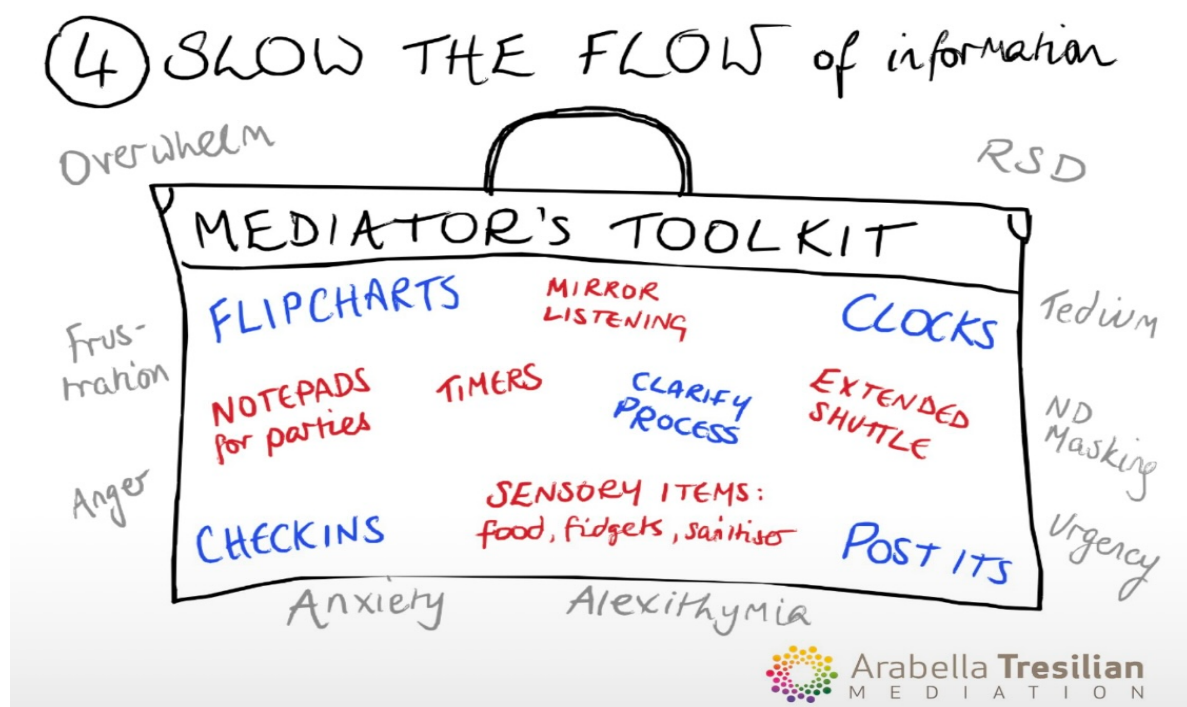 4 SLOW THE FLOW of information
Overwhelm
RSD
MEDIATOR'S TOOLKIT
FLIPCHARTS
MIRROR
LISTENING
CLOCKS
Tedium
Frus-
tration
NOTEPADS
for parties
TIMERS
CLARIFY
PROCESS
EXTENDED
SHUTTLE
ND
Masking
Anger
CHECKINS
SENSORY ITEMS:
food, fidgets, sanitiser
POST ITS
Urgency
Anxiety
Alexithymia
Arabella Tresilian
MEDIATION